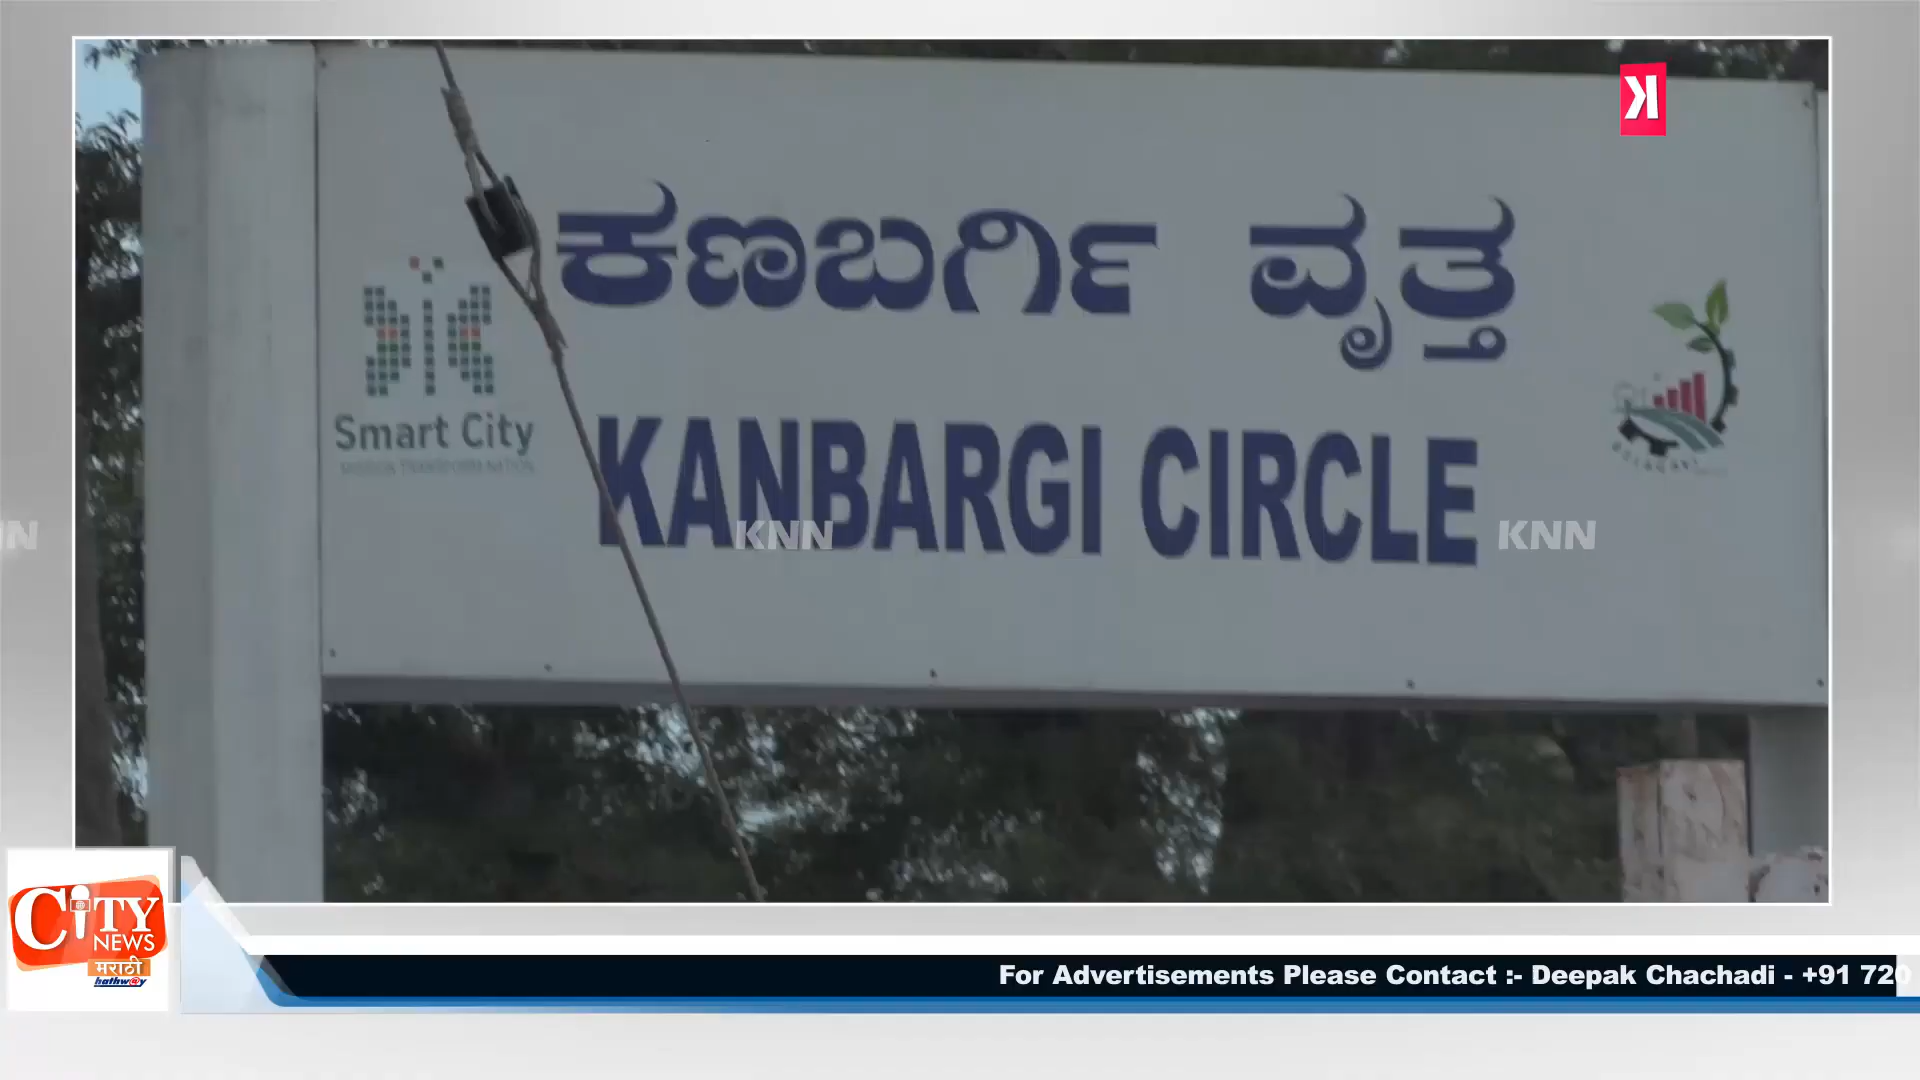 ಕಣಬರ್ಗಿ ವೃತ್ತ
Smart City
KANBARGI CIRCLE
KNN
KNN
CITY
NEWS
मराठी
hathway
For Advertisements Please Contact :- Deepak Chachadi - +91 720